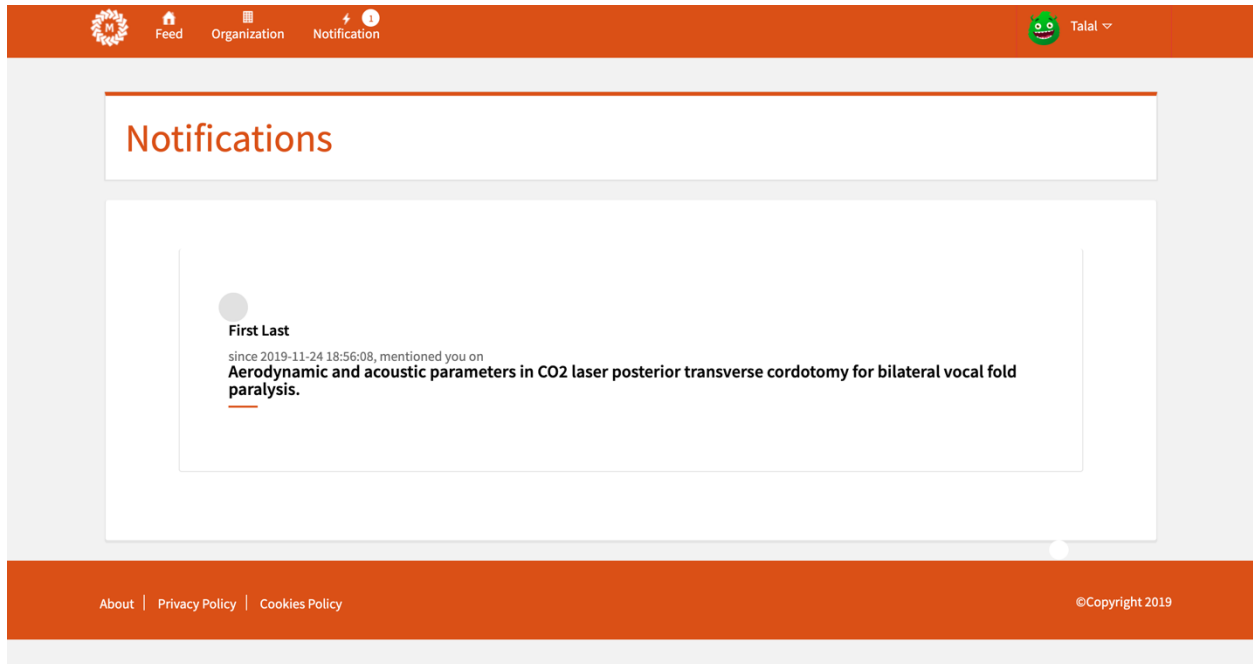 M
Feed
Organization
Notification
1
Talal
Notifications
First Last
since 2019-11-24 18:56:08, mentioned you on
Aerodynamic and acoustic parameters in CO2 laser posterior transverse cordotomy for bilateral vocal fold
paralysis.
About | Privacy Policy | Cookies Policy
©Copyright 2019